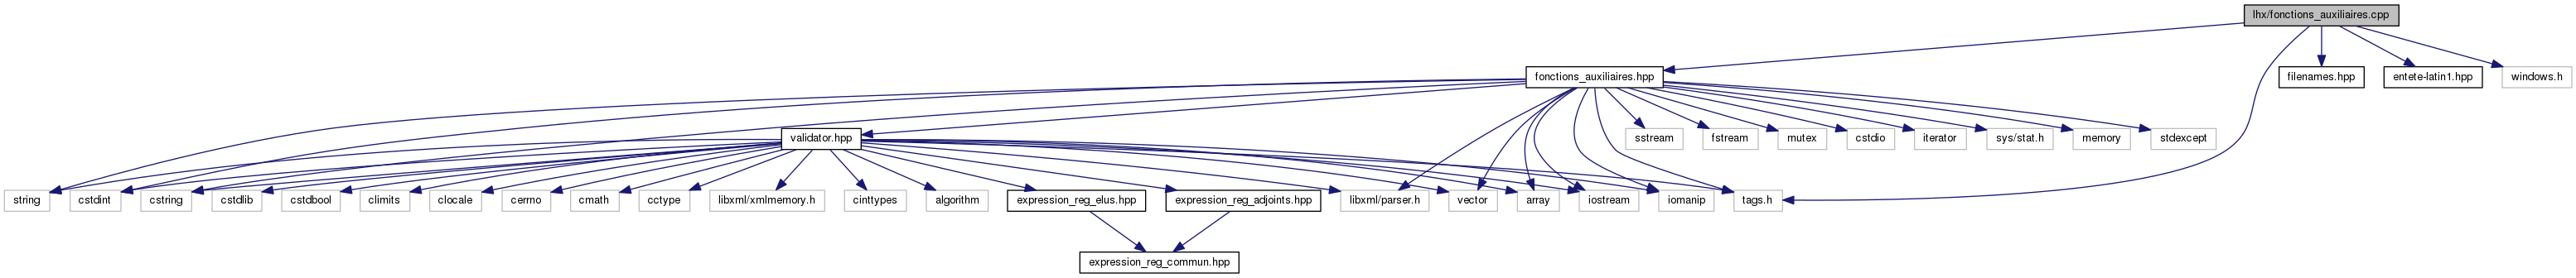 lhx/fonctions_auxiliaires.cpp
fonctions_auxiliaires.hpp
filenames.hpp
entete-latin1.hpp
windows.h
validator.hpp
sstream
fstream
mutex
cstdio
iterator
sys/stat.h
memory
stdexcept
string
cstdint
cstring
cstdlib
cstdbool
climits
clocale
cerrno
cmath
cctype
libxml/xmlmemory.h
cinttypes
algorithm
expression_reg_elus.hpp
expression_reg_adjoints.hpp
libxml/parser.h
vector
array
iostream
iomanip
tags.h
expression_reg_commun.hpp